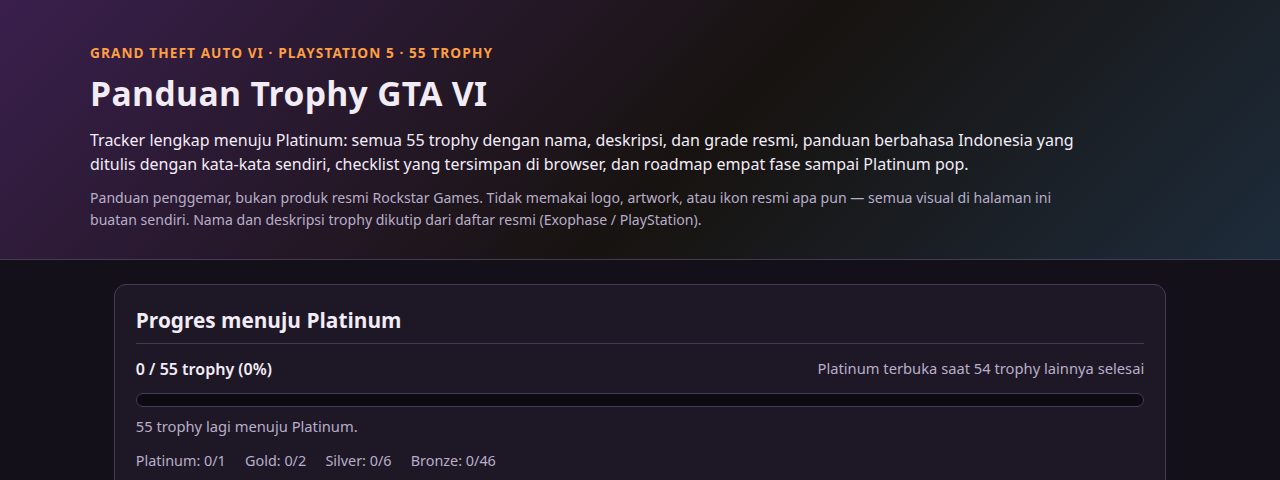 GRAND THEFT AUTO VI · PLAYSTATION 5 · 55 TROPHY
Panduan Trophy GTA VI
Tracker lengkap menuju Platinum: semua 55 trophy dengan nama, deskripsi, dan grade resmi, panduan berbahasa Indonesia yang
ditulis dengan kata-kata sendiri, checklist yang tersimpan di browser, dan roadmap empat fase sampai Platinum pop.
Panduan penggemar, bukan produk resmi Rockstar Games. Tidak memakai logo, artwork, atau ikon resmi apa pun — semua visual di halaman ini
buatan sendiri. Nama dan deskripsi trophy dikutip dari daftar resmi (Exophase / PlayStation).
Progres menuju Platinum
0 / 55 trophy (0%)
Platinum terbuka saat 54 trophy lainnya selesai
55 trophy lagi menuju Platinum.
Platinum: 0/1 Gold: 0/2 Silver: 0/6 Bronze: 0/46